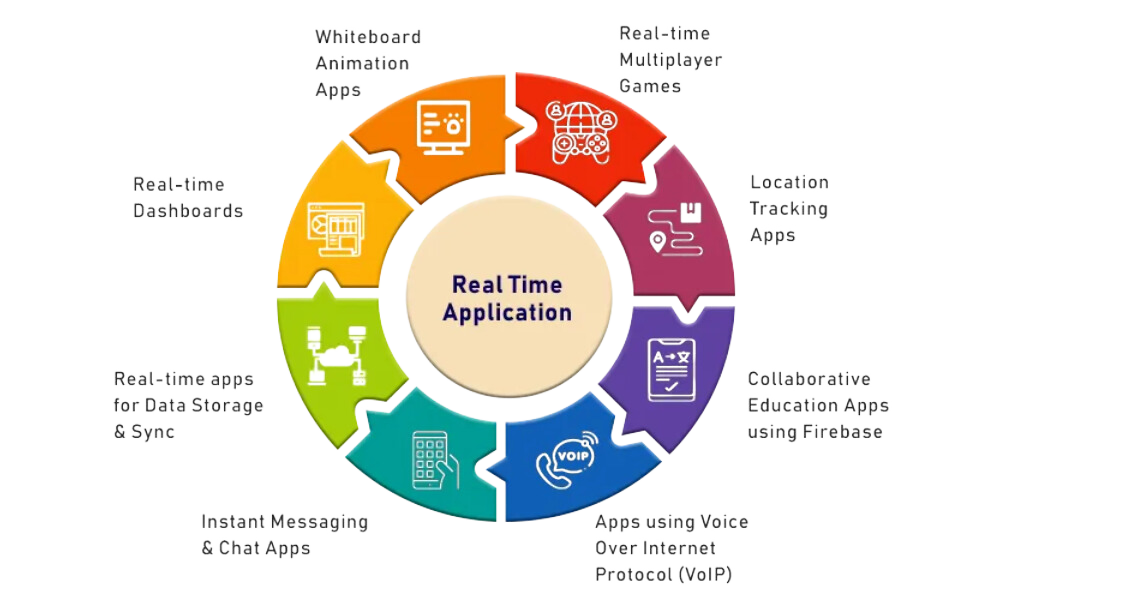 Whiteboard
Animation
Apps
Real-time
Multiplayer
Games
Real-time
Dashboards
Location
Tracking
Apps
Real Time
Application
A 文
VOIP
Real-time apps
for Data Storage
& Sync
Collaborative
Education Apps
using Firebase
Instant Messaging
& Chat Apps
Apps using Voice
Over Internet
Protocol (VoIP)